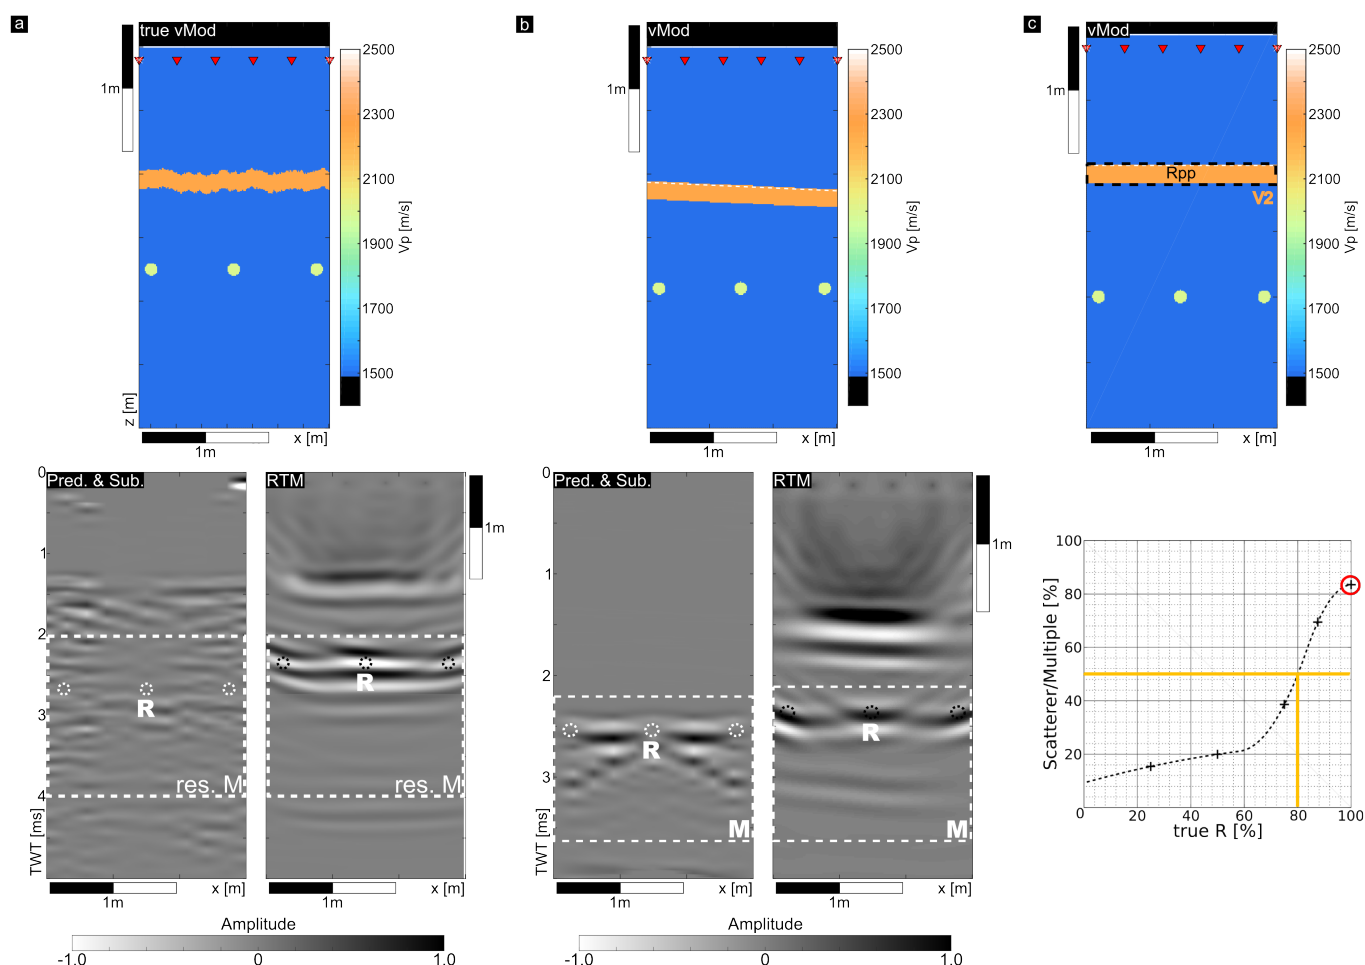 a
true vMod
1m
2500
2300
2100
1900
1700
1500
Vp [m/s]
z [m]
x [m]
1m
b
vMod
1m
2500
2300
2100
1900
1700
1500
Vp [m/s]
x [m]
1m
c
vMod
1m
Rpp
V2
2500
2300
2100
1900
1700
1500
Vp [m/s]
x [m]
1m
Pred. & Sub.
0
1
2
3
4
TWT [ms]
R
res. M
x [m]
1m
RTM
R
res. M
1m
x [m]
1m
Amplitude
-1.0
0
1.0
Pred. & Sub.
0
1
2
3
TWT [ms]
R
M
x [m]
1m
RTM
R
M
1m
x [m]
1m
Amplitude
-1.0
0
1.0
Scatterer/Multiple [%]
100
80
60
40
20
0
0
20
40
60
80
100
true R [%]